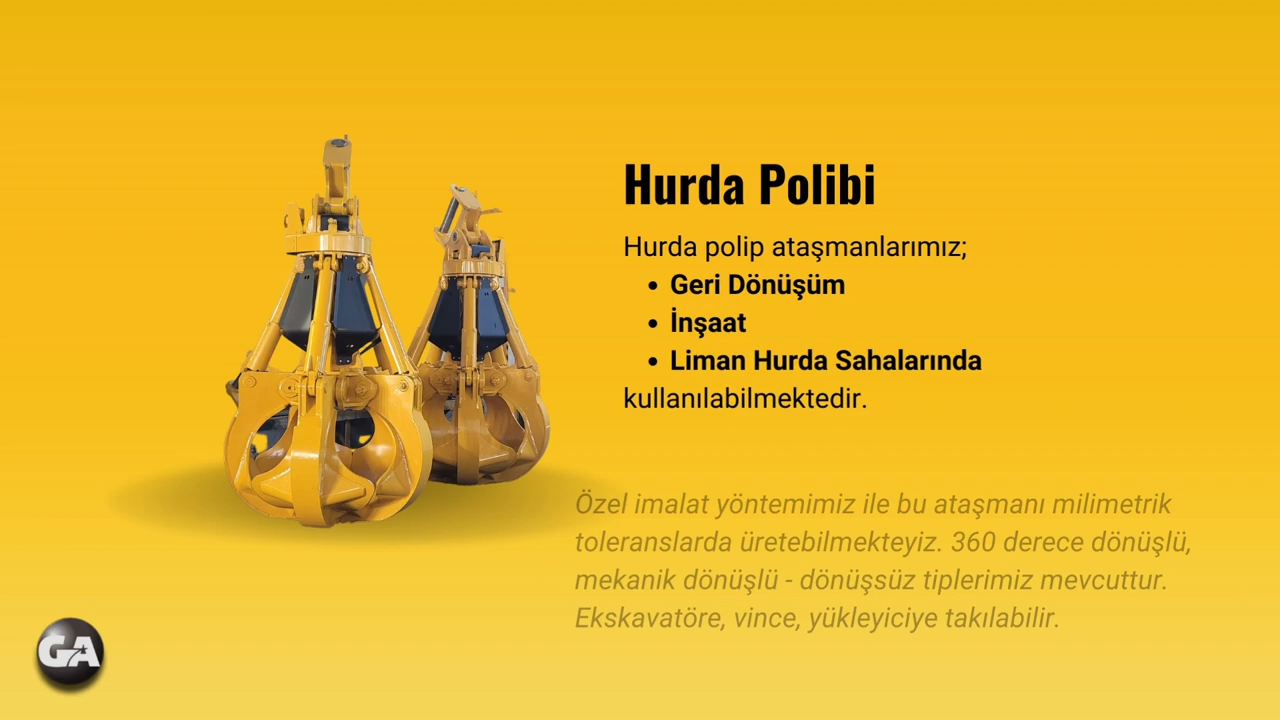 Hurda Polibi
Hurda polip ataşmanlarımız;
• Geri Dönüşüm
• İnşaat
• Liman Hurda Sahalarında
kullanılabilmektedir.
Özel imalat yöntemimiz ile bu ataşmanı milimetrik
toleranslarda üretebilmekteyiz. 360 derece dönüşlü,
mekanik dönüşlü - dönüşsüz tiplerimiz mevcuttur.
Ekskavatöre, vince, yükleyiciye takılabilir.
GA